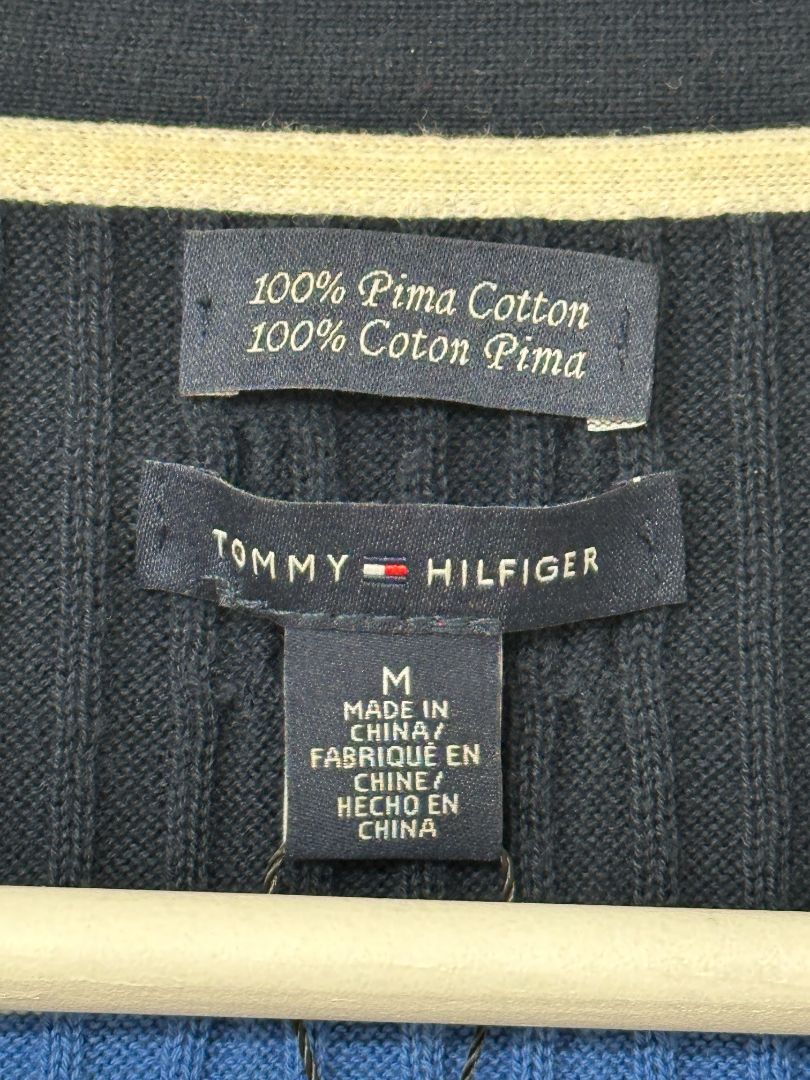 100% Pima Cotton
100% Coton Pima
TOMMY HILFIGER
M
MADE IN
CHINA/
FABRIQUÉ EN
CHINE/
HECHO EN
CHINA